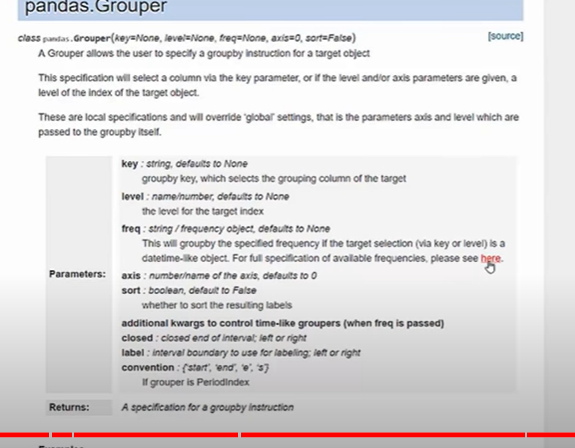 pandas.Grouper
class pandas.Grouper(key=None, level=None, freq=None, axis=0, sort=False) [source]
A Grouper allows the user to specify a groupby instruction for a target object
This specification will select a column via the key parameter, or if the level and/or axis parameters are given, a
level of the index of the target object.
These are local specifications and will override 'global' settings, that is the parameters axis and level which are
passed to the groupby itself.
key : string, defaults to None
groupby key, which selects the grouping column of the target
level : name/number, defaults to None
the level for the target index
freq : string / frequency object, defaults to None
This will groupby the specified frequency if the target selection (via key or level) is a
datetime-like object. For full specification of available frequencies, please see here.
Parameters:
axis : number/name of the axis, defaults to 0
sort : boolean, default to False
whether to sort the resulting labels
additional kwargs to control time-like groupers (when freq is passed)
closed : closed end of interval; left or right
label : interval boundary to use for labeling; left or right
convention : {'start', 'end', 'e', 's'}
If grouper is PeriodIndex
Returns: A specification for a groupby instruction